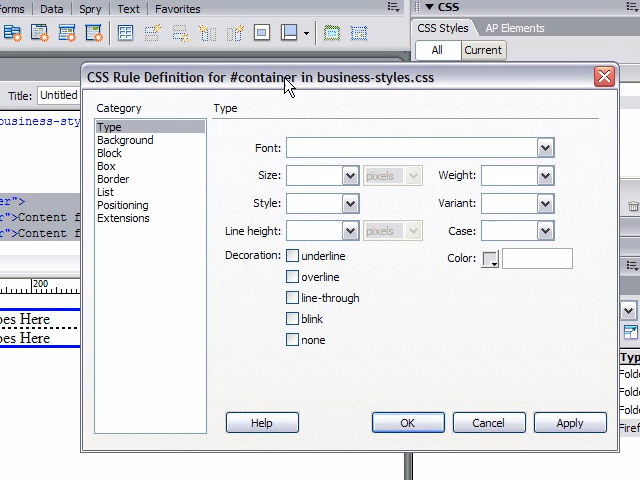 orms Data Spry Text Favorites
CSS
CSS Styles AP Elements
All Current
CSS Rule Definition for #container in business-styles.css
Title: Untitled
Category Type
business-sty
Type
Background
Block
Box
Border
List
Positioning
Extensions
Font:
Size: pixels Weight:
Style: Variant:
Line height: pixels Case:
Decoration: underline Color:
overline
line-through
blink
none
er">
r">Content f
r">Content f
200
oes Here
oes Here
Typ
Folde
Folde
Folde
Firef
Help OK Cancel Apply